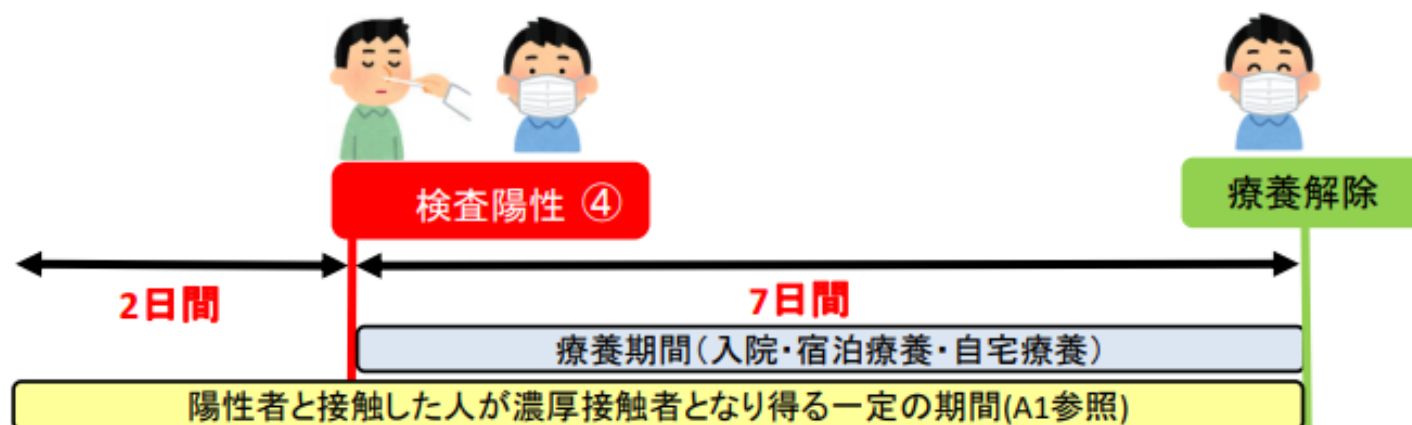 検査陽性 ④
療養解除
2日間
7日間
療養期間(入院・宿泊療養・自宅療養)
陽性者と接触した人が濃厚接触者となり得る一定の期間(A1参照)